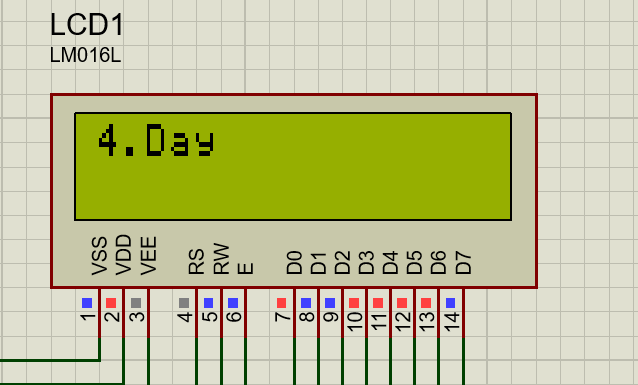 LCD1
LM016L
4.Day
VSS VDD VEE RS RW E D0 D1 D2 D3 D4 D5 D6 D7
1 2 3 4 5 6 7 8 9 10 11 12 13 14